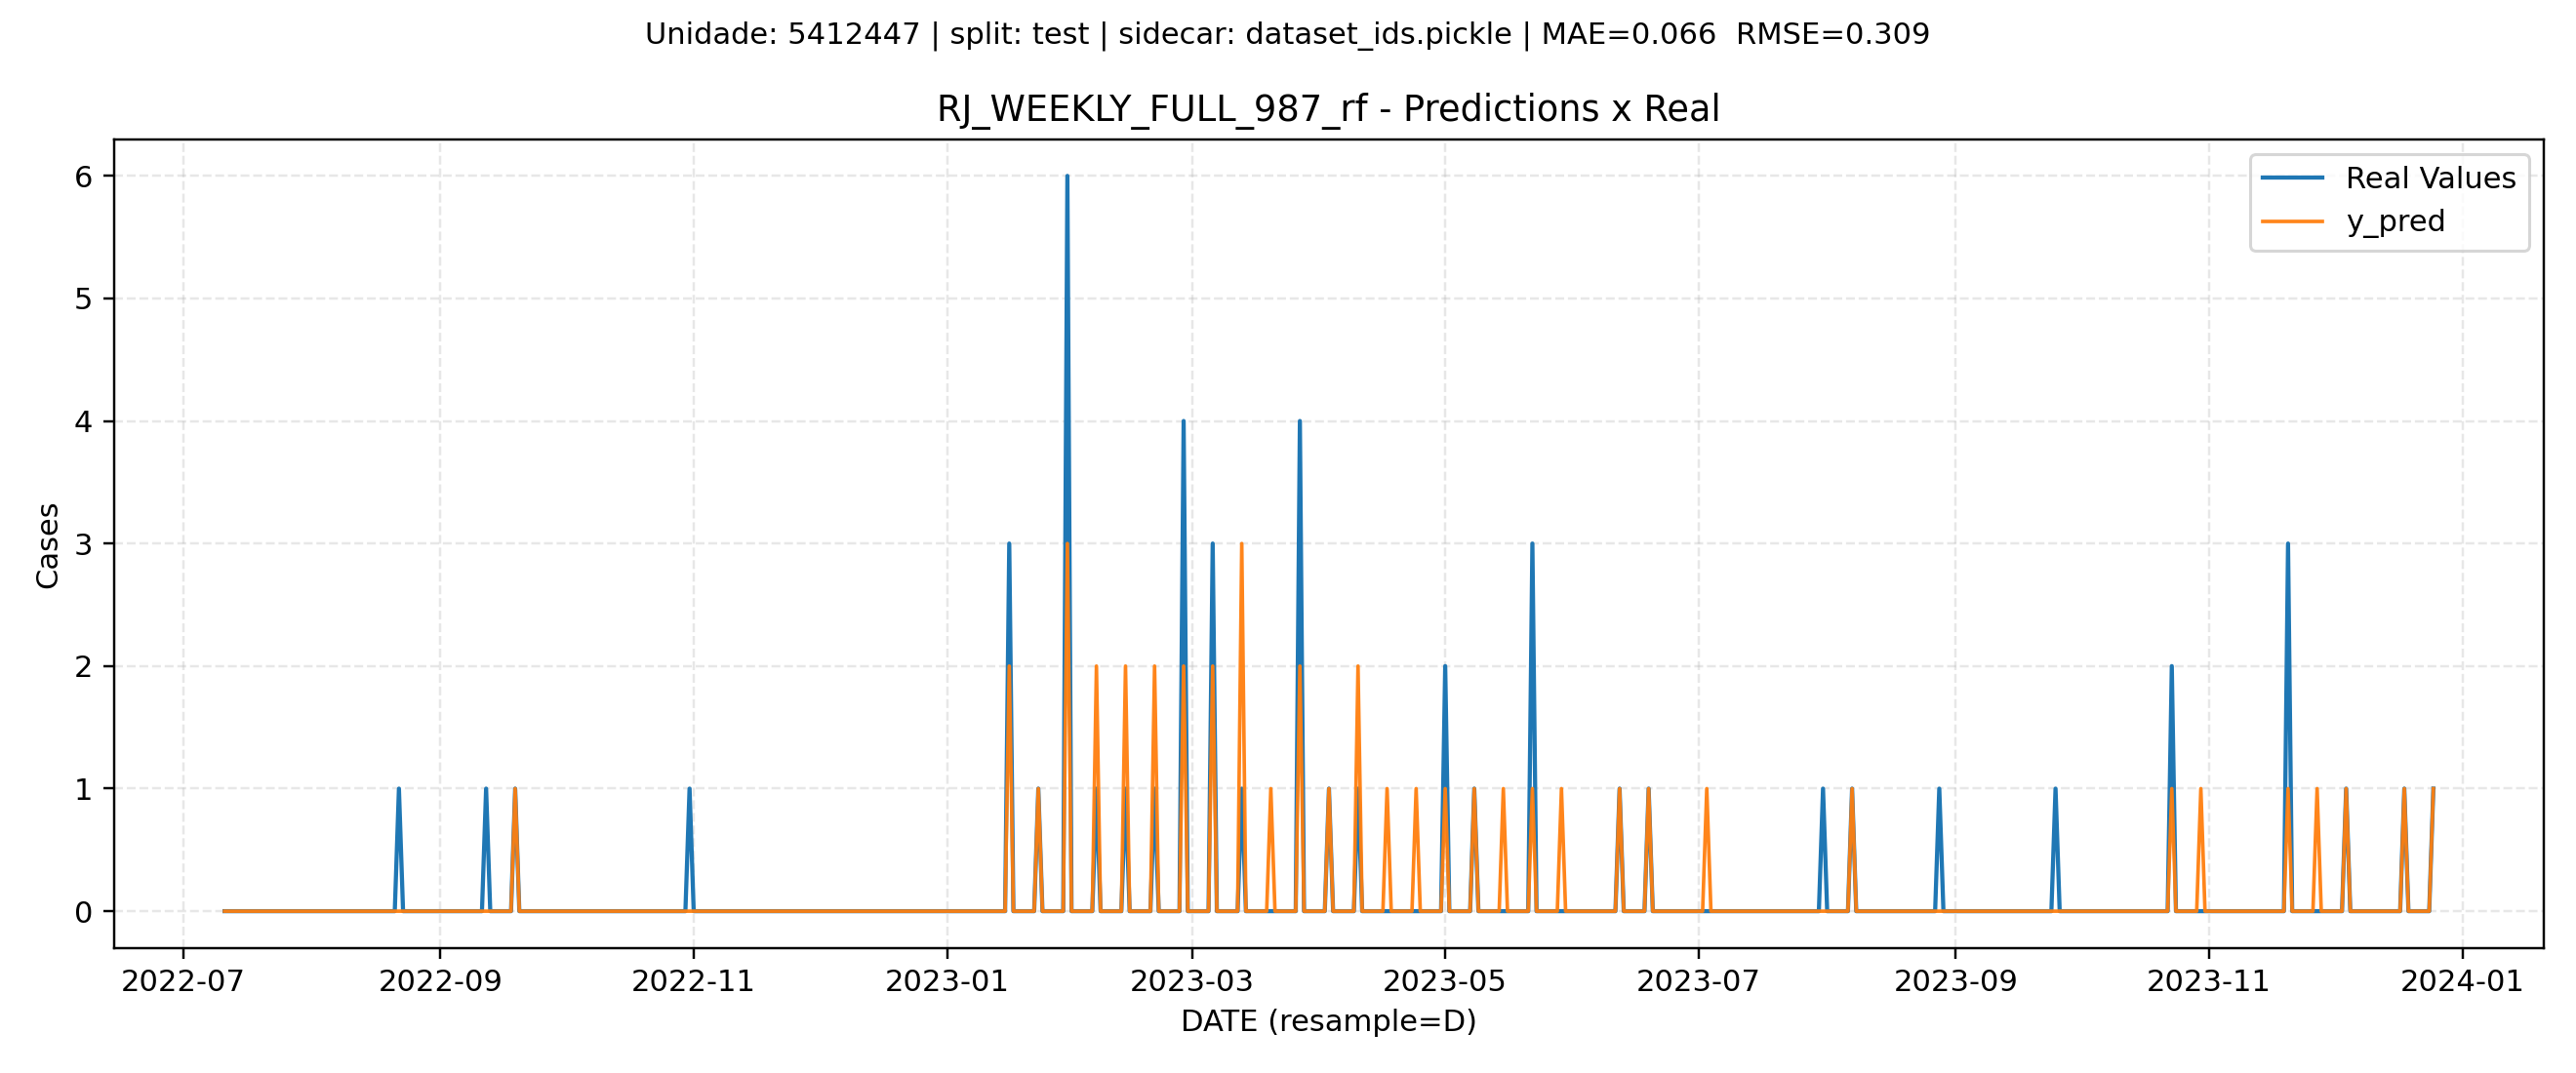 Unidade: 5412447 | split: test | sidecar: dataset_ids.pickle | MAE=0.066  RMSE=0.309
RJ_WEEKLY_FULL_987_rf - Predictions x Real
Real Values
y_pred
6
5
4
3
2
1
0
Cases
2022-07
2022-09
2022-11
2023-01
2023-03
2023-05
2023-07
2023-09
2023-11
2024-01
DATE (resample=D)